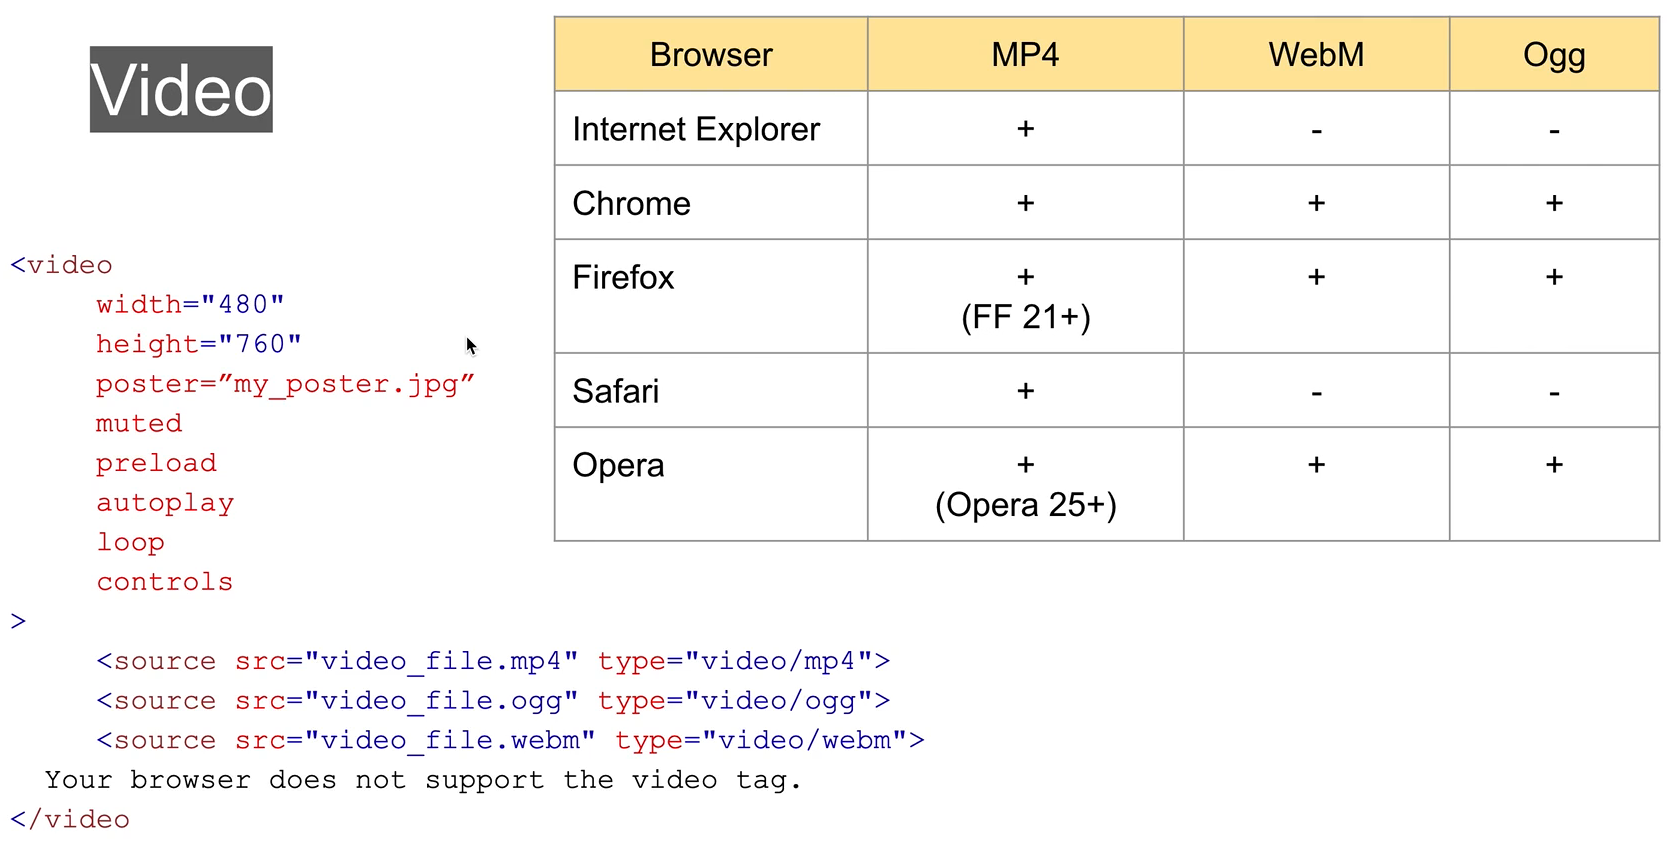 Video
<video
width="480"
height="760"
poster=”my_poster.jpg”
muted
preload
autoplay
loop
controls
>
<source src="video_file.mp4" type="video/mp4">
<source src="video_file.ogg" type="video/ogg">
<source src="video_file.webm" type="video/webm">
Your browser does not support the video tag.
</video
Browser MP4 WebM Ogg
Internet Explorer + - -
Chrome + + +
Firefox + + +
(FF 21+)
Safari + - -
Opera + + +
(Opera 25+)